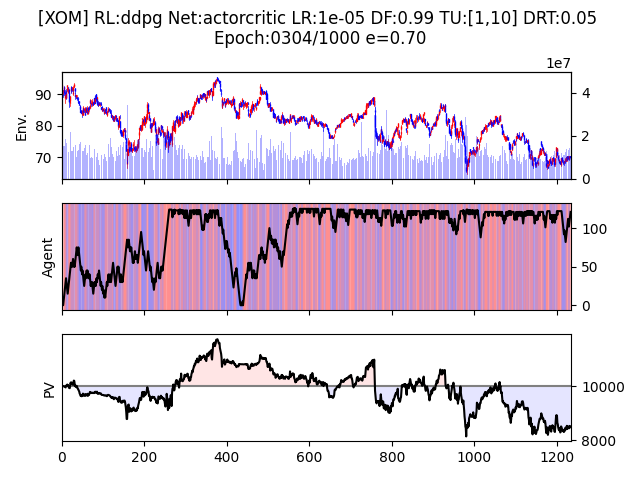 [XOM] RL:ddpg Net:actorcritic LR:1e-05 DF:0.99 TU:[1,10] DRT:0.05
Epoch:0304/1000 e=0.70
1e7
Env.
90
80
70
4
2
0
Agent
100
50
0
PV
10000
8000
0 200 400 600 800 1000 1200